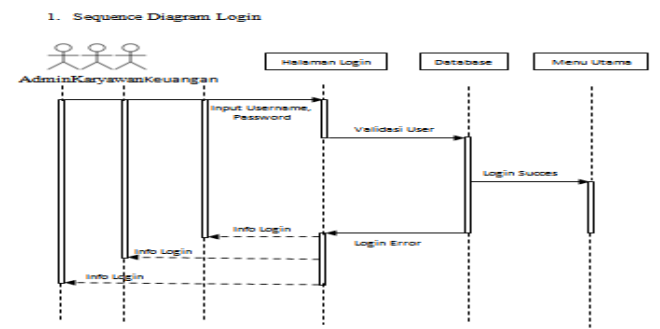 1. Sequence Diagram Login
AdminKaryawanKeuangan
Halaman Login
Database
Menu Utama
Input Username,
Password
Validasi User
Login Succes
Info Login
Login Error
Info Login
Info Login